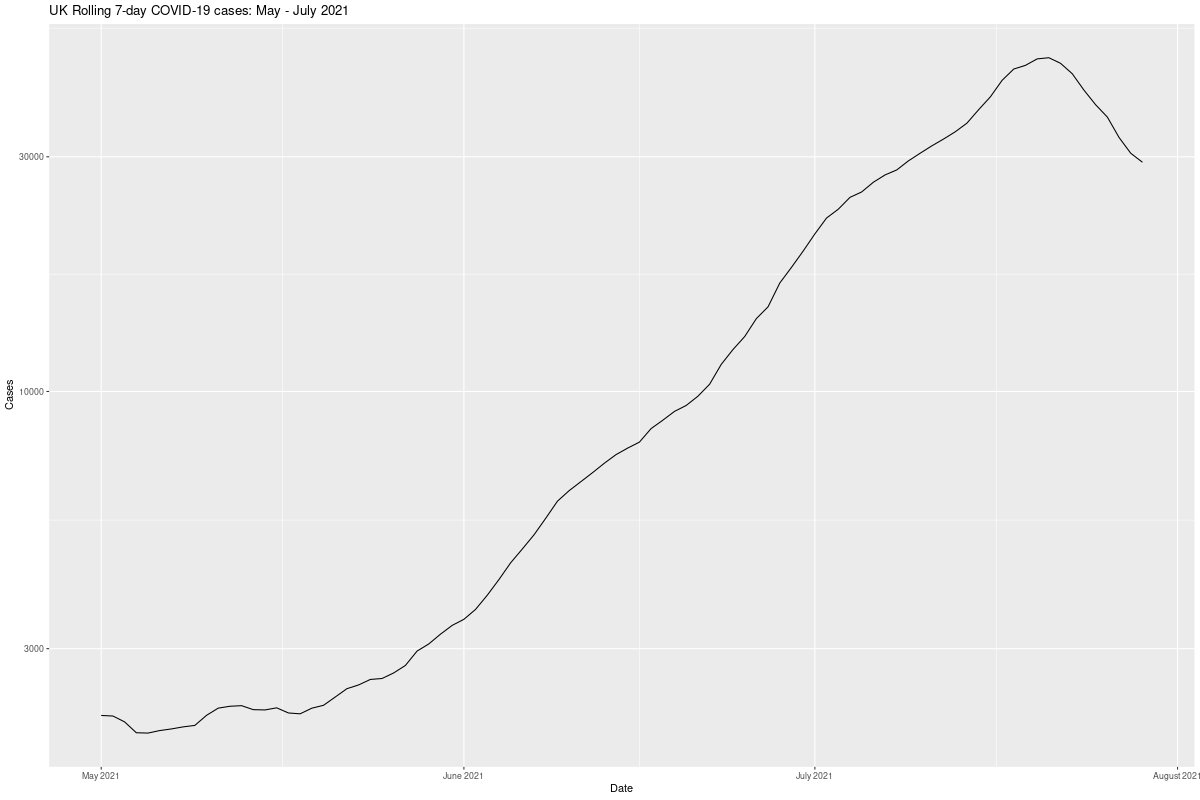 UK Rolling 7-day COVID-19 cases: May - July 2021
30000
10000
3000
Cases
May 2021
June 2021
July 2021
August 2021
Date